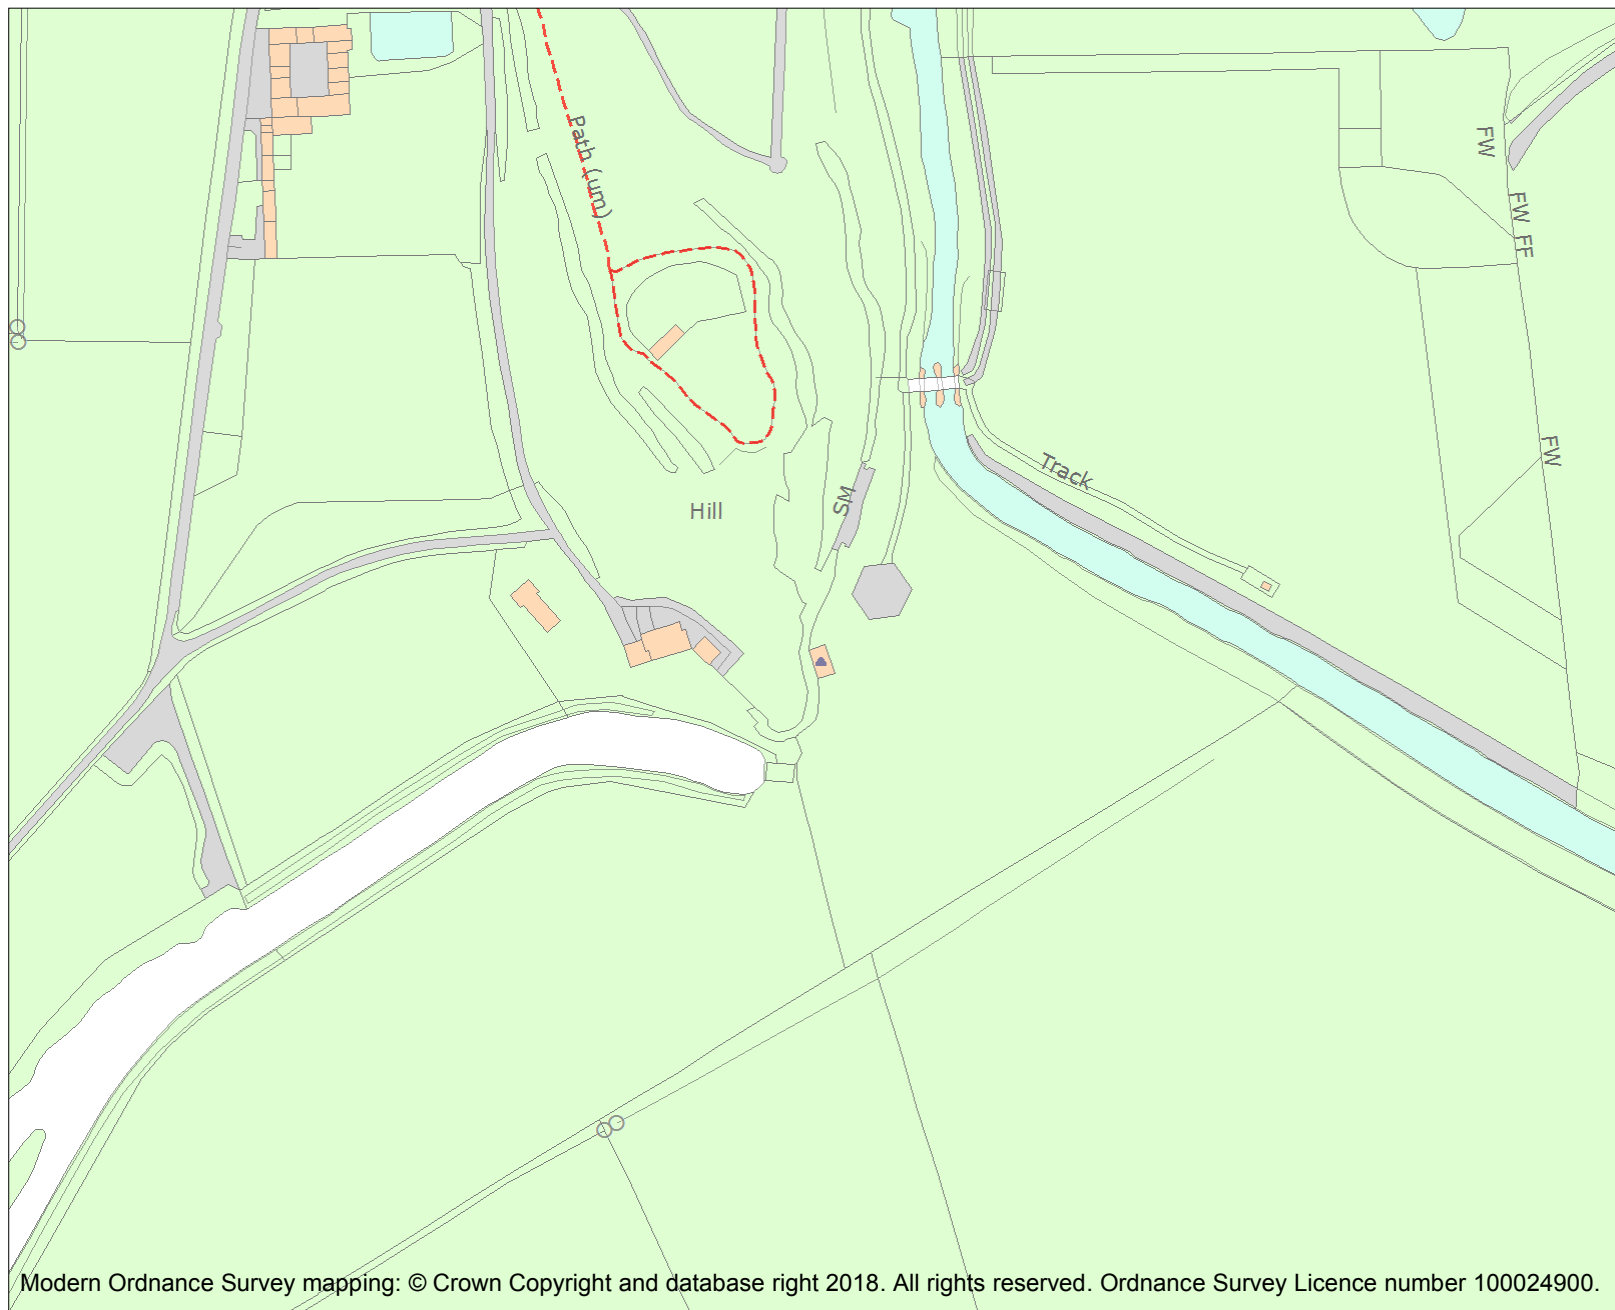 Path (um)
FW
FW FF
FW
Track
SM
Hill
Modern Ordnance Survey mapping: © Crown Copyright and database right 2018. All rights reserved. Ordnance Survey Licence number 100024900.